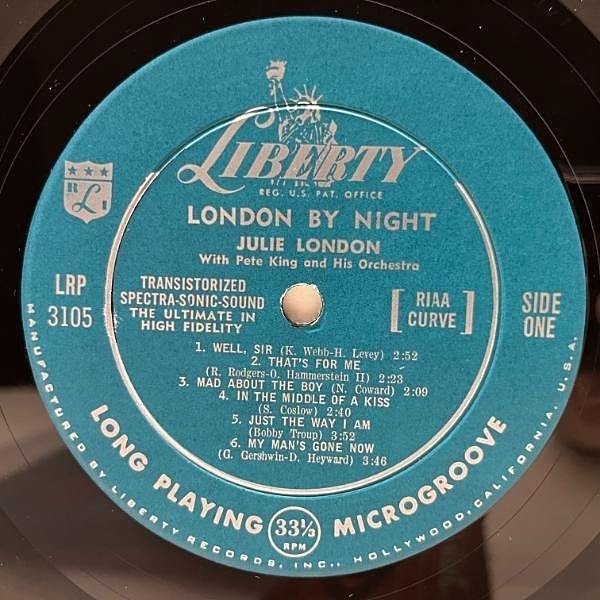 LIBERTY
REG. U.S. PAT. OFFICE
RLI
LONDON BY NIGHT
JULIE LONDON
With Pete King and His Orchestra
LRP
3105
TRANSISTORIZED
SPECTRA-SONIC-SOUND
THE ULTIMATE IN
HIGH FIDELITY
[ RIAA
CURVE ]
SIDE
ONE
1. WELL, SIR (K. Webb-H. Levey) 2:52
2. THAT'S FOR ME
(R. Rodgers-O. Hammerstein II) 2:23
3. MAD ABOUT THE BOY (N. Coward) 2:09
4. IN THE MIDDLE OF A KISS
(S. Coslow) 2:40
5. JUST THE WAY I AM
(Bobby Troup) 3:52
6. MY MAN'S GONE NOW
(G. Gershwin-D. Heyward) 3:46
LONG PLAYING 33⅓ RPM MICROGROOVE
MANUFACTURED BY LIBERTY RECORDS, INC., HOLLYWOOD, CALIFORNIA, U.S.A.